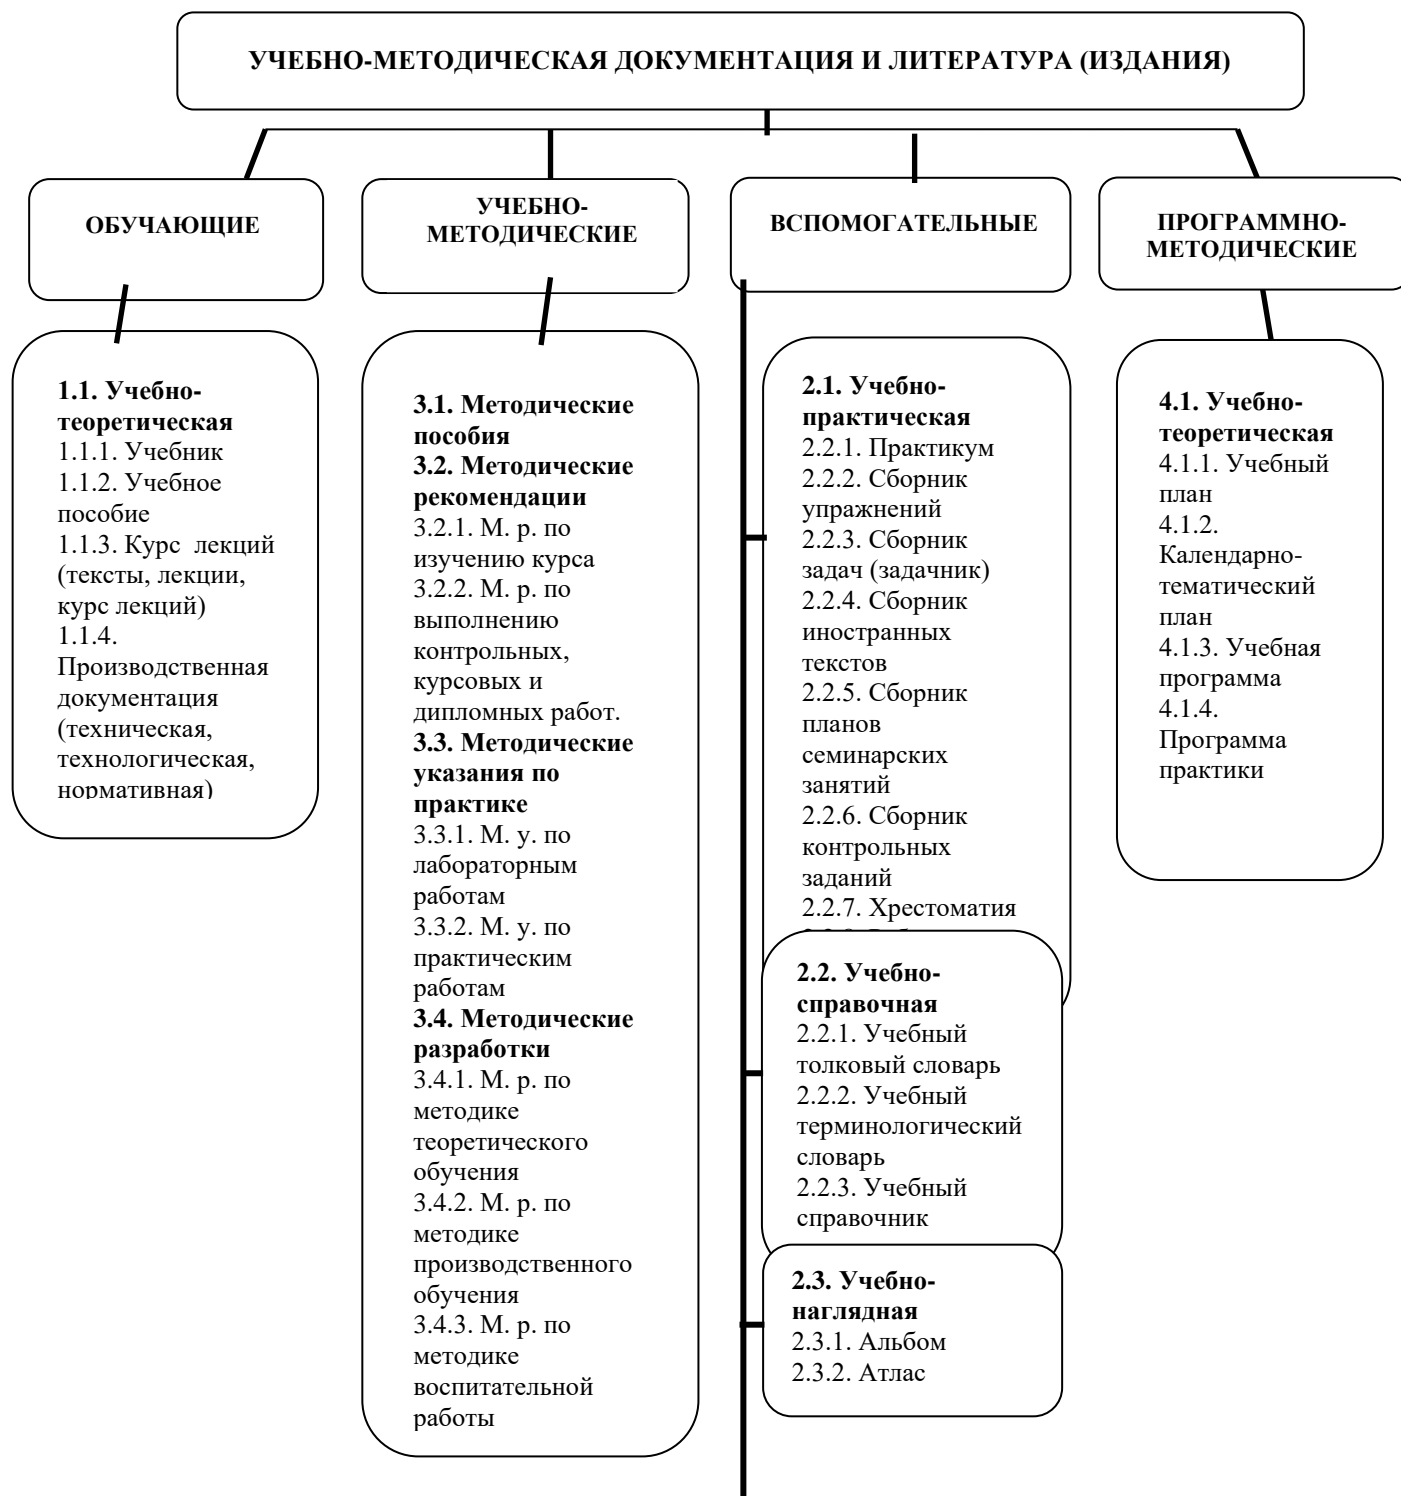 УЧЕБНО-МЕТОДИЧЕСКАЯ ДОКУМЕНТАЦИЯ И ЛИТЕРАТУРА (ИЗДАНИЯ)
ОБУЧАЮЩИЕ
УЧЕБНО-
МЕТОДИЧЕСКИЕ
ВСПОМОГАТЕЛЬНЫЕ
ПРОГРАММНО-
МЕТОДИЧЕСКИЕ
1.1. Учебно-
теоретическая
1.1.1. Учебник
1.1.2. Учебное
пособие
1.1.3. Курс лекций
(тексты, лекции,
курс лекций)
1.1.4.
Производственная
документация
(техническая,
технологическая,
нормативная)
3.1. Методические
пособия
3.2. Методические
рекомендации
3.2.1. М. р. по
изучению курса
3.2.2. М. р. по
выполнению
контрольных,
курсовых и
дипломных работ.
3.3. Методические
указания по
практике
3.3.1. М. у. по
лабораторным
работам
3.3.2. М. у. по
практическим
работам
3.4. Методические
разработки
3.4.1. М. р. по
методике
теоретического
обучения
3.4.2. М. р. по
методике
производственного
обучения
3.4.3. М. р. по
методике
воспитательной
работы
2.1. Учебно-
практическая
2.2.1. Практикум
2.2.2. Сборник
упражнений
2.2.3. Сборник
задач (задачник)
2.2.4. Сборник
иностранных
текстов
2.2.5. Сборник
планов
семинарских
занятий
2.2.6. Сборник
контрольных
заданий
2.2.7. Хрестоматия
2.2. Учебно-
справочная
2.2.1. Учебный
толковый словарь
2.2.2. Учебный
терминологический
словарь
2.2.3. Учебный
справочник
2.3. Учебно-
наглядная
2.3.1. Альбом
2.3.2. Атлас
4.1. Учебно-
теоретическая
4.1.1. Учебный
план
4.1.2.
Календарно-
тематический
план
4.1.3. Учебная
программа
4.1.4.
Программа
практики